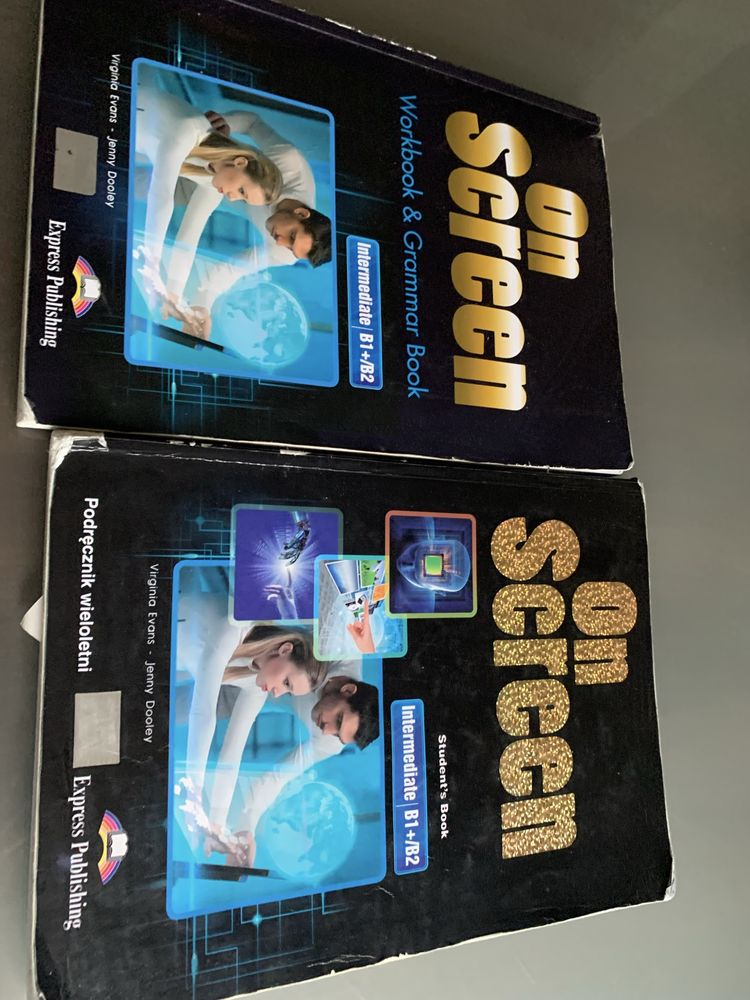 on
screen
Workbook & Grammar Book
Intermediate | B1+/B2
Virginia Evans - Jenny Dooley
Express Publishing
on
screen
Student's Book
Intermediate | B1+/B2
Virginia Evans - Jenny Dooley
Podręcznik wieloletni
Express Publishing